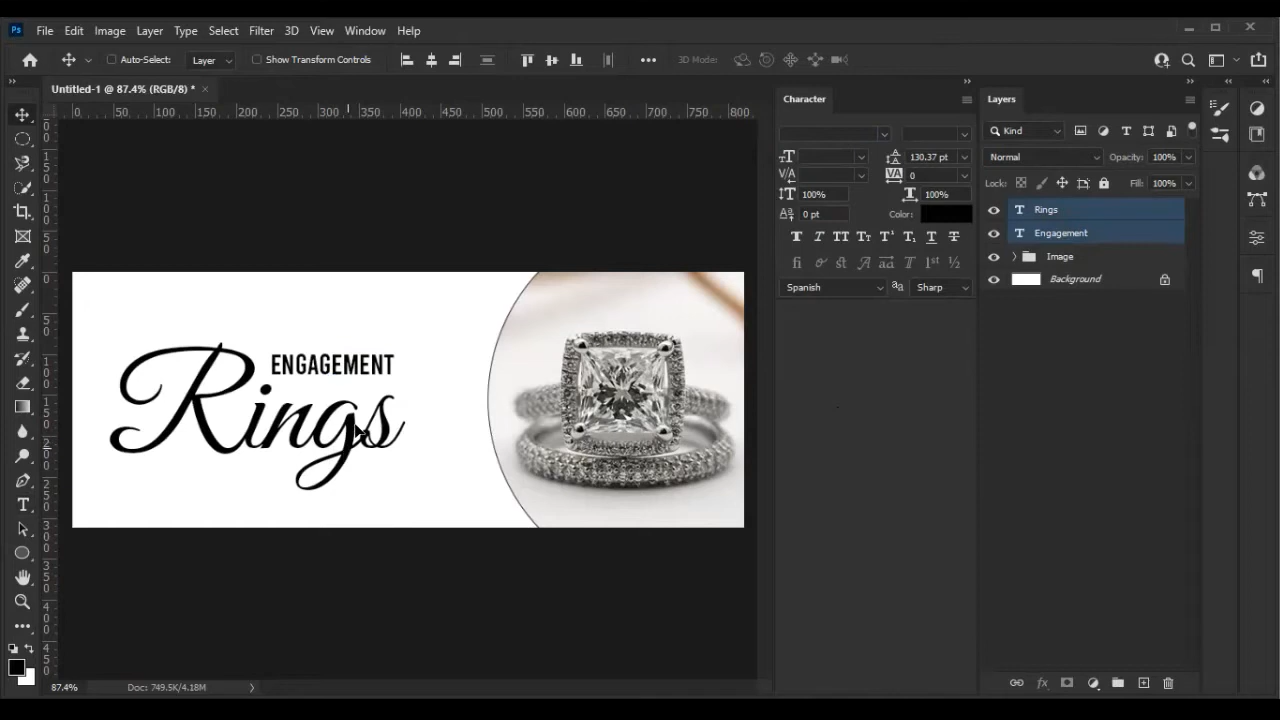 Ps File Edit Image Layer Type Select Filter 3D View Window Help
Auto-Select: Layer Show Transform Controls 3D Mode:
Untitled-1 @ 87.4% (RGB/8) * ×
0 50 100 150 200 250 300 350 400 450 500 550 600 650 700 750 800
Character
130.37 pt
0
100% 100%
0 pt Color:
Spanish Sharp
Layers
Kind
Normal Opacity: 100%
Lock: Fill: 100%
Rings
Engagement
Image
Background
ENGAGEMENT
Rings
87.4% Doc: 749.5K/4.18M